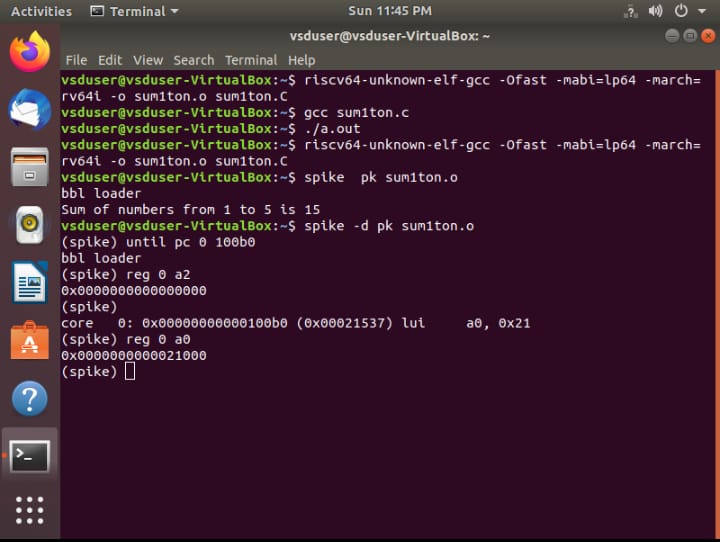 Activities Terminal Sun 11:45 PM
vsduser@vsduser-VirtualBox: ~
File Edit View Search Terminal Help
vsduser@vsduser-VirtualBox:~$ riscv64-unknown-elf-gcc -Ofast -mabi=lp64 -march=
rv64i -o sum1ton.o sum1ton.C
vsduser@vsduser-VirtualBox:~$ gcc sum1ton.c
vsduser@vsduser-VirtualBox:~$ ./a.out
vsduser@vsduser-VirtualBox:~$ riscv64-unknown-elf-gcc -Ofast -mabi=lp64 -march=
rv64i -o sum1ton.o sum1ton.C
vsduser@vsduser-VirtualBox:~$ spike  pk sum1ton.o
bbl loader
Sum of numbers from 1 to 5 is 15
vsduser@vsduser-VirtualBox:~$ spike -d pk sum1ton.o
(spike) until pc 0 100b0
bbl loader
(spike) reg 0 a2
0x0000000000000000
(spike)
core   0: 0x00000000000100b0 (0x00021537) lui     a0, 0x21
(spike) reg 0 a0
0x0000000000021000
(spike)